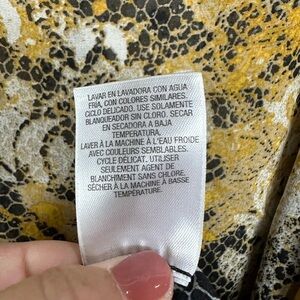 LAVAR EN LAVADORA CON AGUA
FRÍA, CON COLORES SIMILARES.
CICLO DELICADO. USE SOLAMENTE
BLANQUEADOR SIN CLORO. SECAR
EN SECADORA A BAJA
TEMPERATURA.
LAVER À LA MACHINE À L'EAU FROIDE
AVEC COULEURS SEMBLABLES.
CYCLE DÉLICAT. UTILISER
SEULEMENT AGENT DE
BLANCHIMENT SANS CHLORE.
SÉCHER À LA MACHINE À BASSE
TEMPÉRATURE.